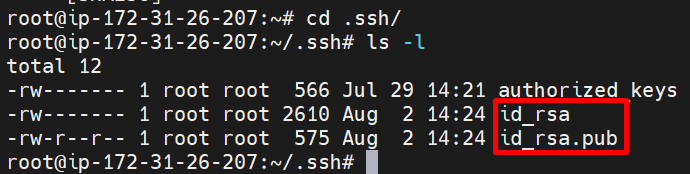 root@ip-172-31-26-207:~# cd .ssh/
root@ip-172-31-26-207:~/.ssh# ls -l
total 12
-rw------- 1 root root  566 Jul 29 14:21 authorized_keys
-rw------- 1 root root 2610 Aug  2 14:24 id_rsa
-rw-r--r-- 1 root root  575 Aug  2 14:24 id_rsa.pub
root@ip-172-31-26-207:~/.ssh#